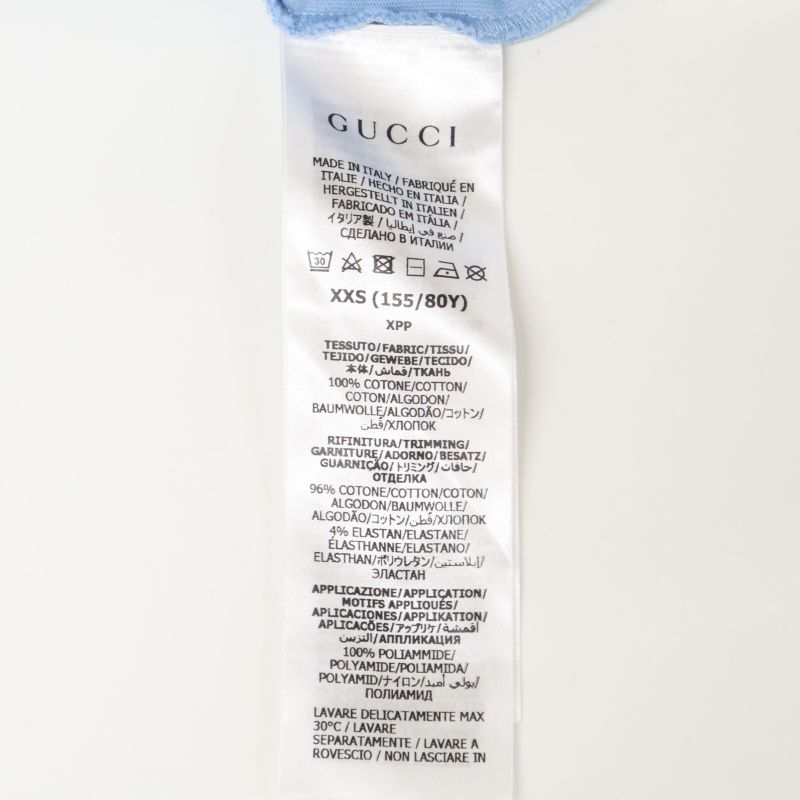 GUCCI
MADE IN ITALY / FABRIQUÉ EN
ITALIE / HECHO EN ITALIA /
HERGESTELLT IN ITALIEN /
FABRICADO EM ITÁLIA /
イタリア製 / صنع في إيطاليا /
СДЕЛАНО В ИТАЛИИ
30
XXS (155/80Y)
XPP
TESSUTO/FABRIC/TISSU/
TEJIDO/GEWEBE/TECIDO/
本体/قماش/ТКАНЬ
100% COTONE/COTTON/
COTON/ALGODON/
BAUMWOLLE/ALGODÃO/コットン/
قطن/ХЛОПОК
RIFINITURA/TRIMMING/
GARNITURE/ADORNO/BESATZ/
GUARNIÇÃO/トリミング/حافات/
ОТДЕЛКА
96% COTONE/COTTON/COTON/
ALGODON/BAUMWOLLE/
ALGODÃO/コットン/قطن/ХЛОПОК
4% ELASTAN/ELASTANE/
ÉLASTHANNE/ELASTANO/
ELASTHAN/ポリウレタン/إيلاستين/
ЭЛАСТАН
APPLICAZIONE/APPLICATION/
MOTIFS APPLIQUÉS/
APLICACIONES/APPLIKATION/
APLICACÕES/アップリケ/أقمشة
التزيين/АППЛИКАЦИЯ
100% POLIAMMIDE/
POLYAMIDE/POLIAMIDA/
POLYAMID/ナイロン/بولي أميد/
ПОЛИАМИД
LAVARE DELICATAMENTE MAX
30°C / LAVARE
SEPARATAMENTE / LAVARE A
ROVESCIO / NON LASCIARE IN